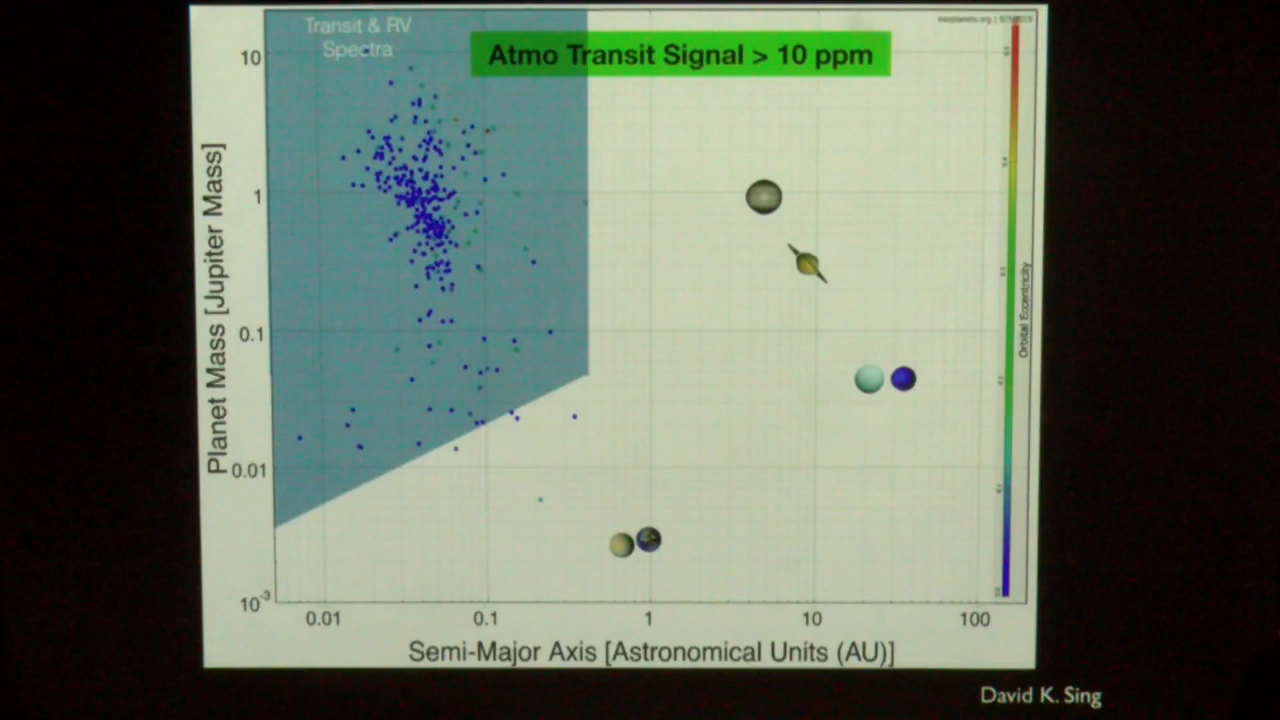 Transit & RV
Spectra
Atmo Transit Signal > 10 ppm
10
1
0.1
0.01
10-3
Planet Mass [Jupiter Mass]
0.01
0.1
1
10
100
Semi-Major Axis [Astronomical Units (AU)]
Orbital Eccentricity
David K. Sing